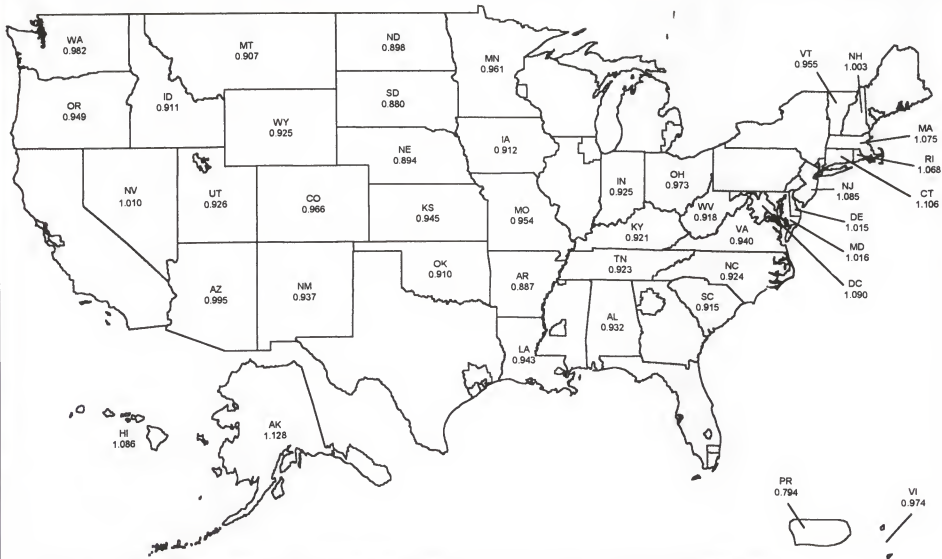 WA
0.982
MT
0.907
ND
0.898
MN
0.961
VT
0.955
NH
1.003
OR
0.949
ID
0.911
SD
0.880
WY
0.925
MA
1.075
RI
1.068
CT
1.106
NE
0.894
IA
0.912
NV
1.010
UT
0.926
CO
0.966
KS
0.945
MO
0.954
IN
0.925
OH
0.973
WV
0.918
KY
0.921
VA
0.940
NJ
1.085
DE
1.015
MD
1.016
DC
1.090
AZ
0.995
NM
0.937
OK
0.910
AR
0.887
TN
0.923
NC
0.924
SC
0.915
AL
0.932
LA
0.943
HI
1.086
AK
1.128
PR
0.794
VI
0.974